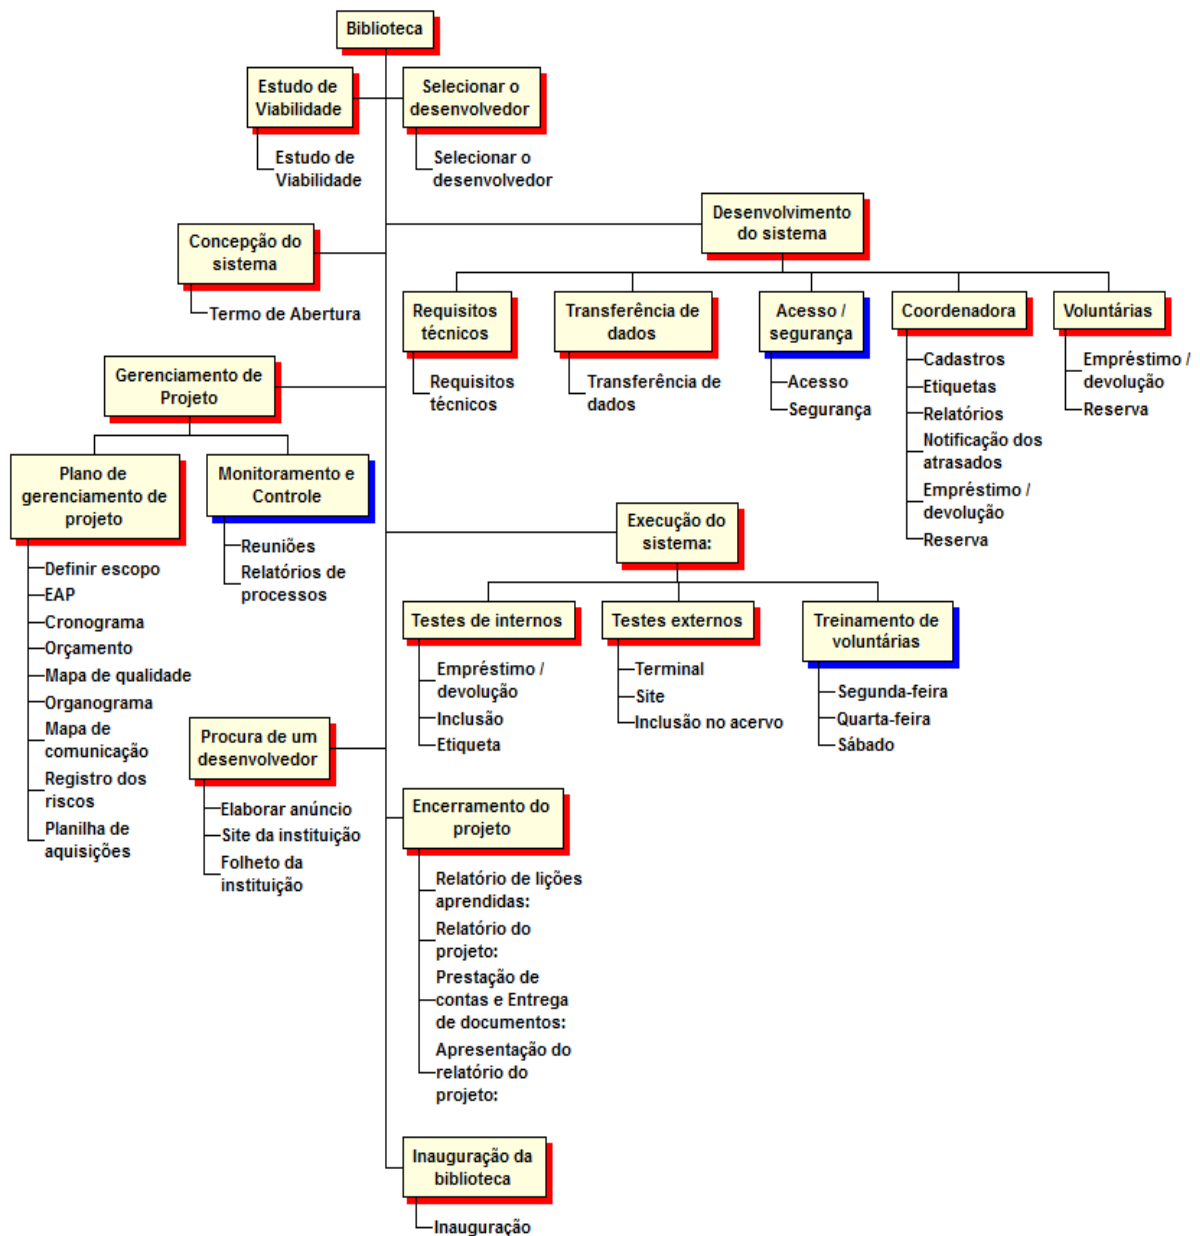 Biblioteca
Estudo de
Viabilidade
Estudo de
Viabilidade
Selecionar o
desenvolvedor
Selecionar o
desenvolvedor
Concepção do
sistema
Termo de Abertura
Desenvolvimento
do sistema
Requisitos
técnicos
Requisitos
técnicos
Transferência de
dados
Transferência de
dados
Acesso /
segurança
Acesso
Segurança
Coordenadora
Cadastros
Etiquetas
Relatórios
Notificação dos
atrasados
Empréstimo /
devolução
Reserva
Voluntárias
Empréstimo /
devolução
Reserva
Gerenciamento de
Projeto
Plano de
gerenciamento de
projeto
Definir escopo
EAP
Cronograma
Orçamento
Mapa de qualidade
Organograma
Mapa de
comunicação
Registro dos
riscos
Planilha de
aquisições
Monitoramento e
Controle
Reuniões
Relatórios de
processos
Execução do
sistema:
Testes de internos
Empréstimo /
devolução
Inclusão
Etiqueta
Testes externos
Terminal
Site
Inclusão no acervo
Treinamento de
voluntárias
Segunda-feira
Quarta-feira
Sábado
Procura de um
desenvolvedor
Elaborar anúncio
Site da instituição
Folheto da
instituição
Encerramento do
projeto
Relatório de lições
aprendidas:
Relatório do
projeto:
Prestação de
contas e Entrega
de documentos:
Apresentação do
relatório do
projeto:
Inauguração da
biblioteca
Inauguração